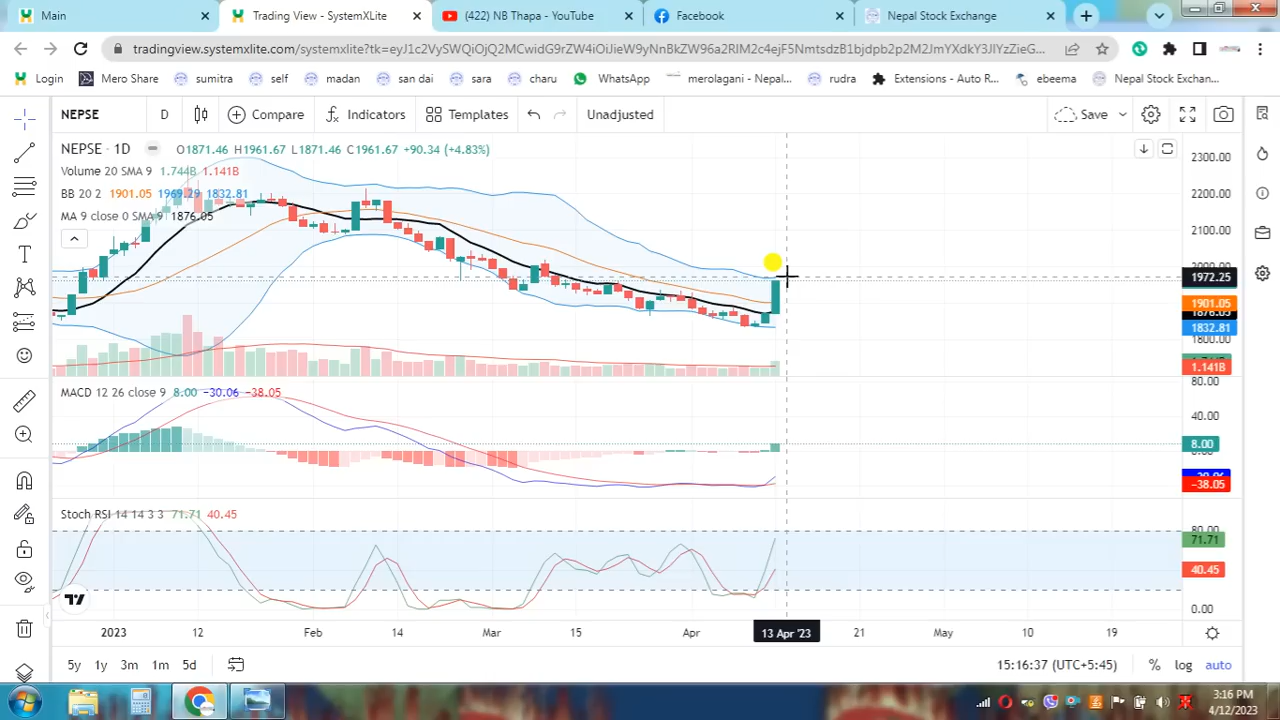 Main
Trading View - SystemXLite
(422) NB Thapa - YouTube
Facebook
Nepal Stock Exchange
tradingview.systemxlite.com/systemxlite?tk=
Login
Mero Share
sumitra
self
madan
san dai
sara
charu
WhatsApp
merolagani - Nepal...
rudra
Extensions - Auto R...
ebeema
Nepal Stock Exchan...
NEPSE
D
Compare
Indicators
Templates
Unadjusted
Save
NEPSE · 1D O1871.46 H1961.67 L1871.46 C1961.67 +90.34 (+4.83%)
Volume 20 SMA 9 1.744B 1.141B
BB 20 2 1901.05 1969.29 1832.81
MA 9 close 0 SMA 9 1876.05
2300.00
2200.00
2100.00
2000.00
1972.25
1901.05
1876.05
1832.81
1800.00
1.141B
MACD 12 26 close 9 8.00 −30.06 −38.05
80.00
40.00
8.00
−38.05
Stoch RSI 14 14 3 3 71.71 40.45
80.00
71.71
40.45
0.00
2023 12 Feb 14 Mar 15 Apr 13 Apr '23 21 May 10 19
5y 1y 3m 1m 5d
15:16:37 (UTC+5:45) % log auto
3:16 PM
4/12/2023